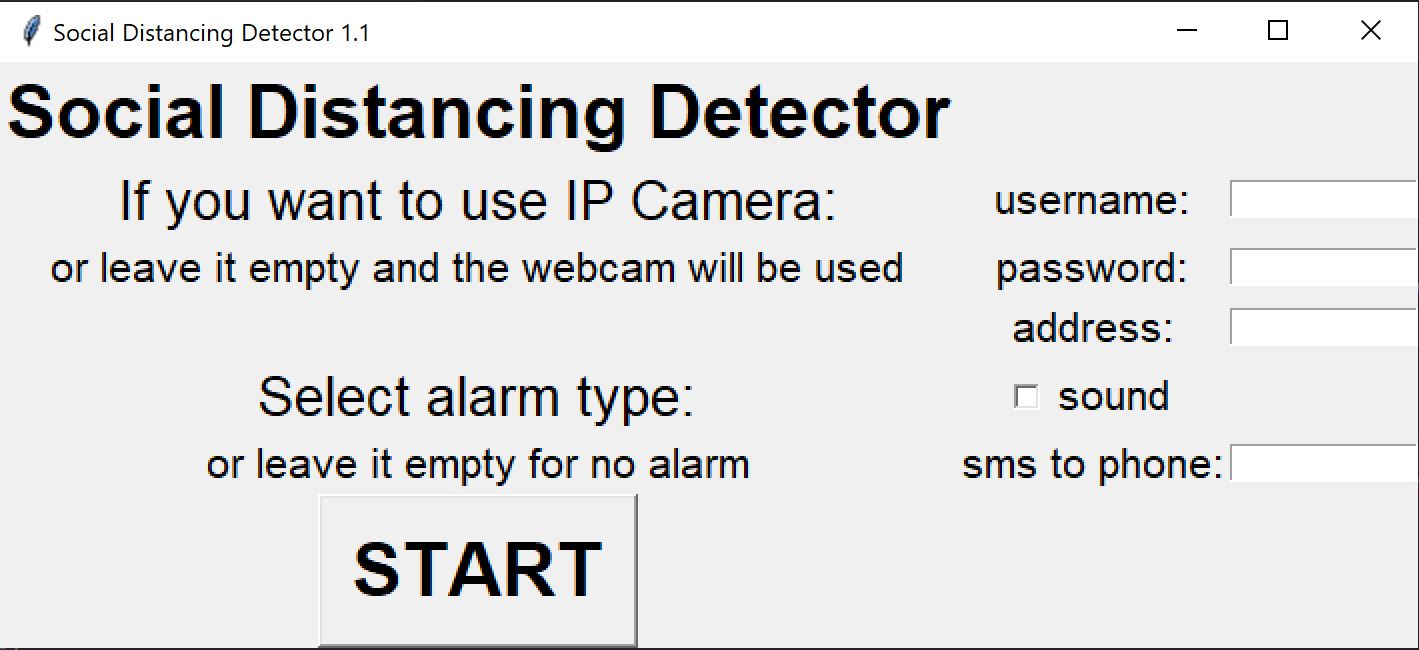 Social Distancing Detector 1.1
Social Distancing Detector
If you want to use IP Camera: username:
or leave it empty and the webcam will be used password:
address:
Select alarm type: sound
or leave it empty for no alarm sms to phone:
START